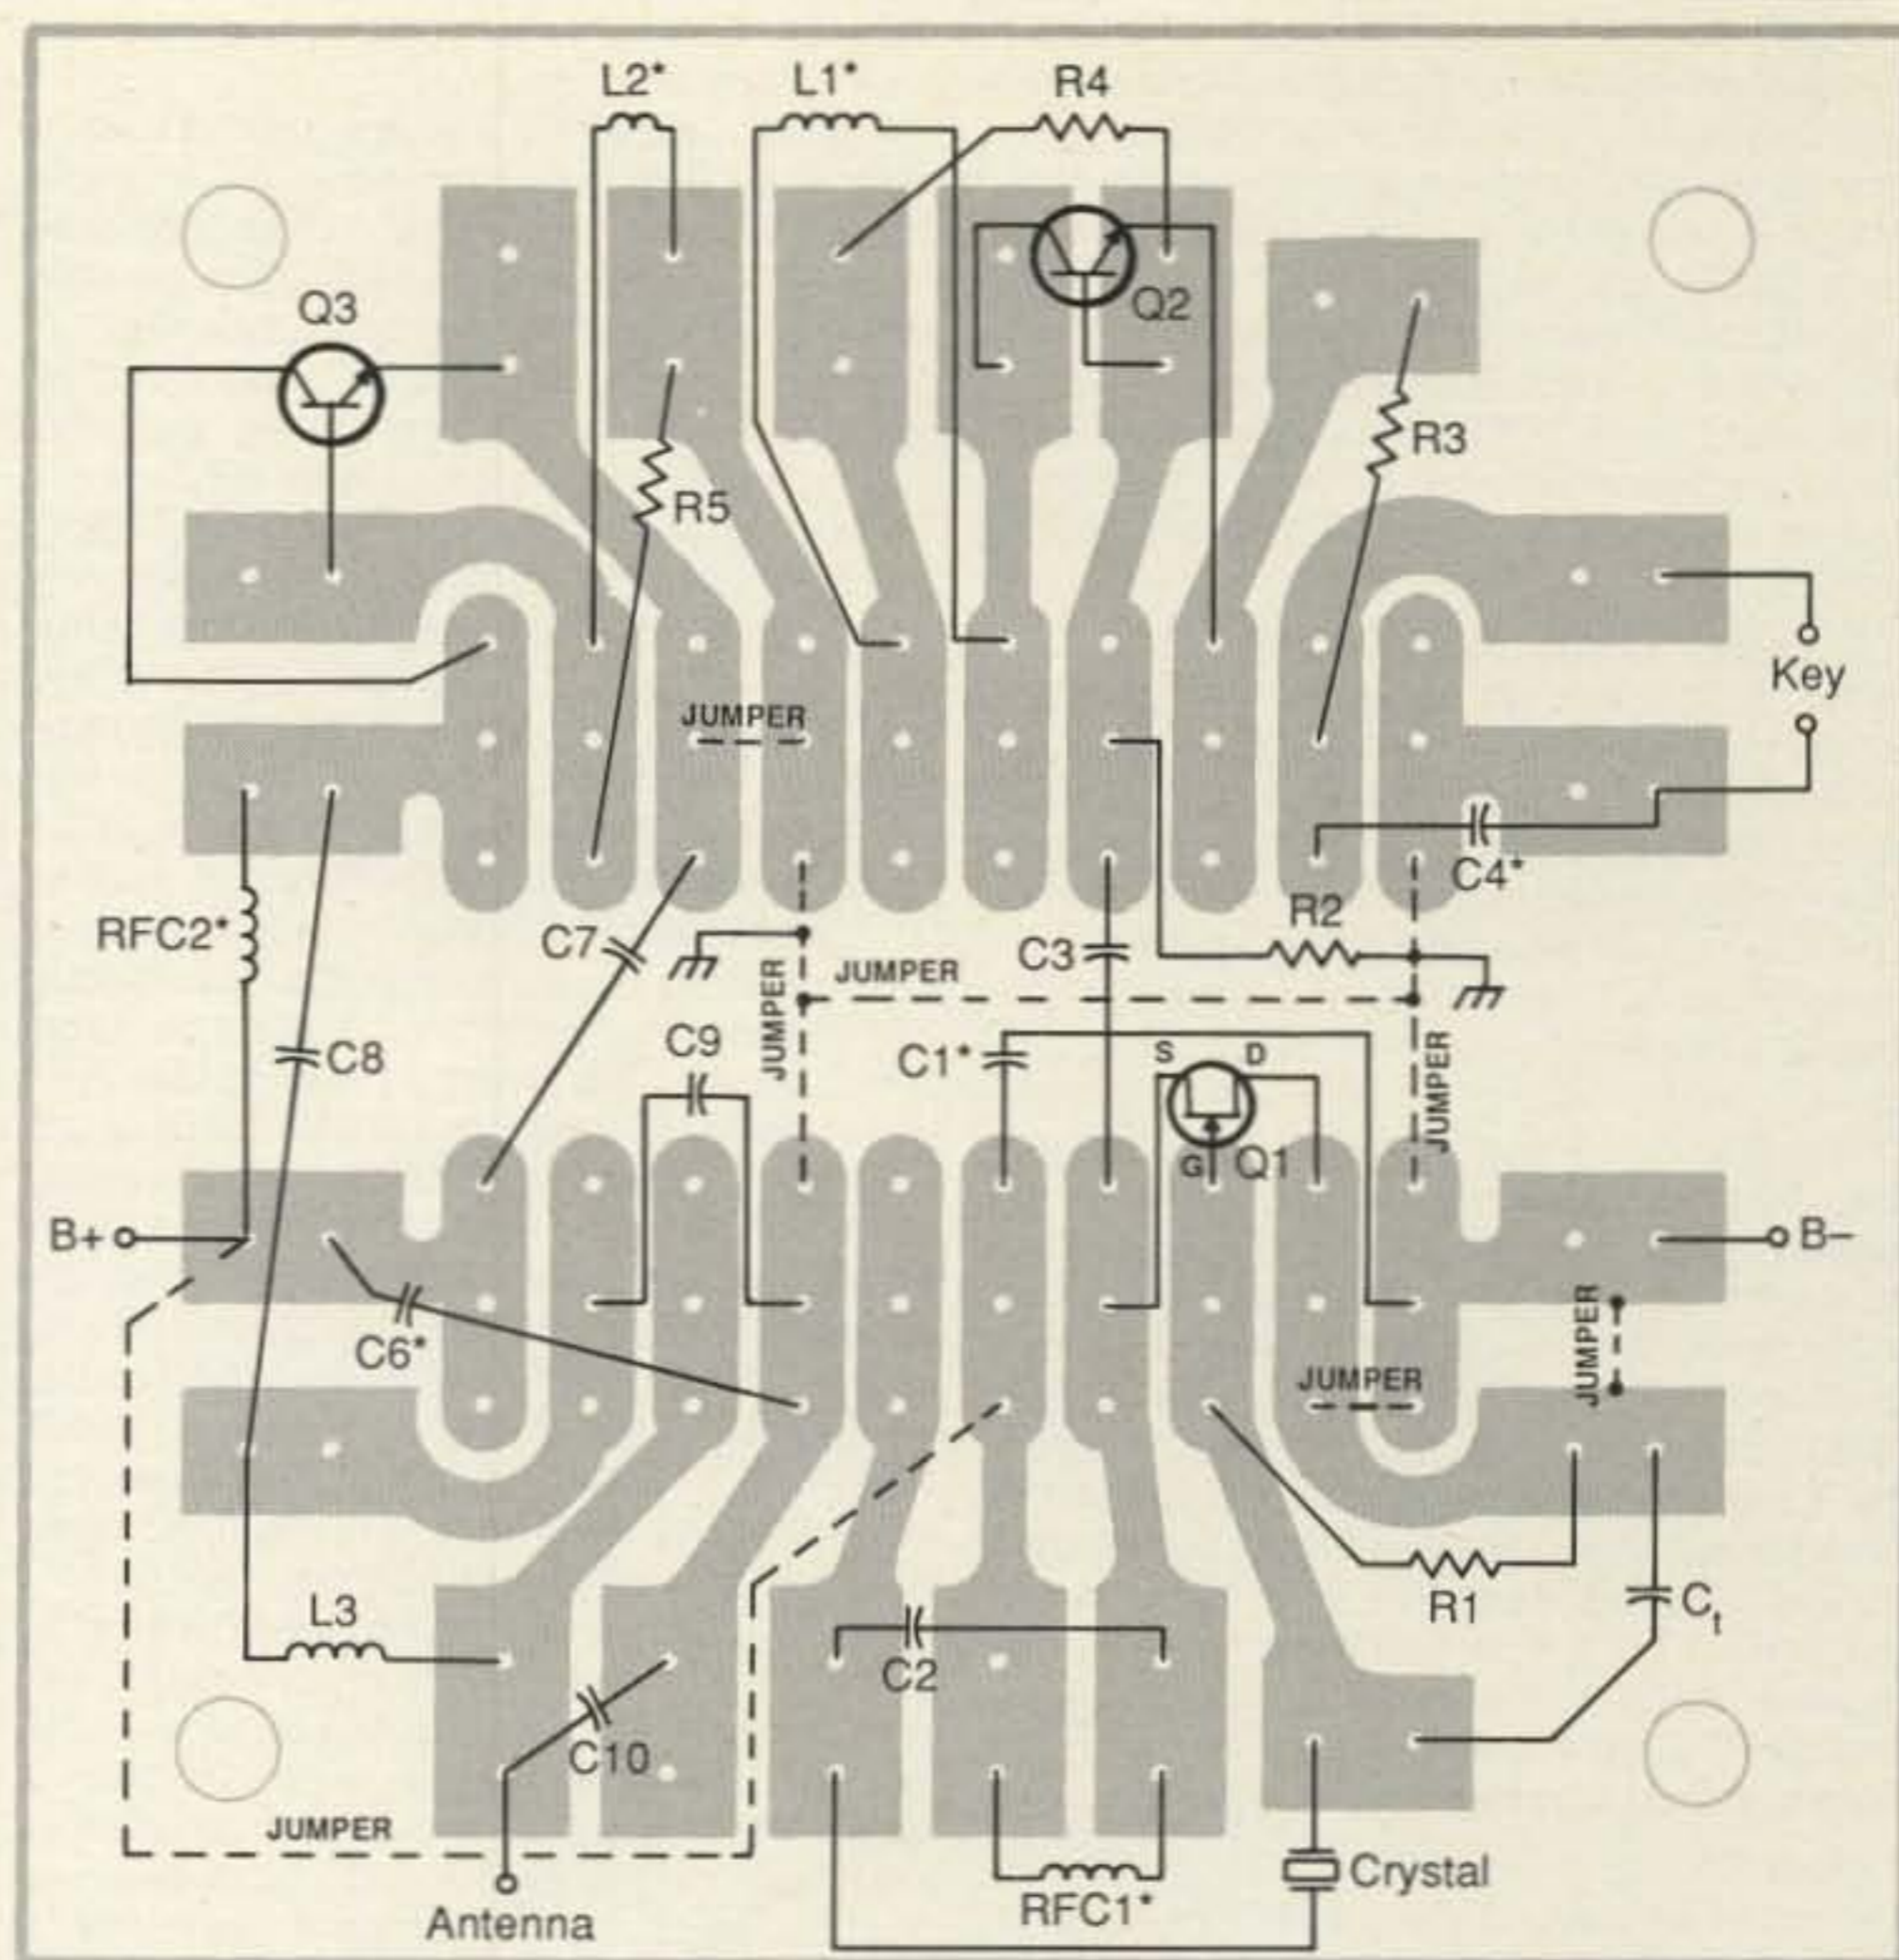 L2*
L1*
R4
Q3
Q2
R3
R5
JUMPER
Key
C4*
R2
RFC2*
C7
C3
JUMPER
JUMPER
C8
C9
C1*
S
D
JUMPER
G
Q1
B+
B–
C6*
JUMPER
JUMPER
L3
R1
Ct
C2
C10
JUMPER
Crystal
RFC1*
Antenna